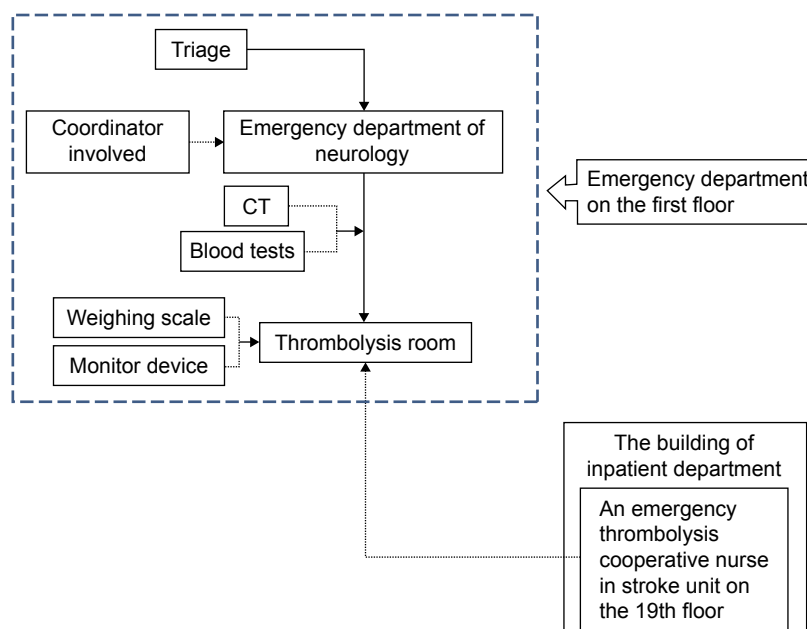 Triage
Coordinator
involved
Emergency department of
neurology
CT
Blood tests
Emergency department
on the first floor
Weighing scale
Monitor device
Thrombolysis room
The building of
inpatient department
An emergency
thrombolysis
cooperative nurse
in stroke unit on
the 19th floor